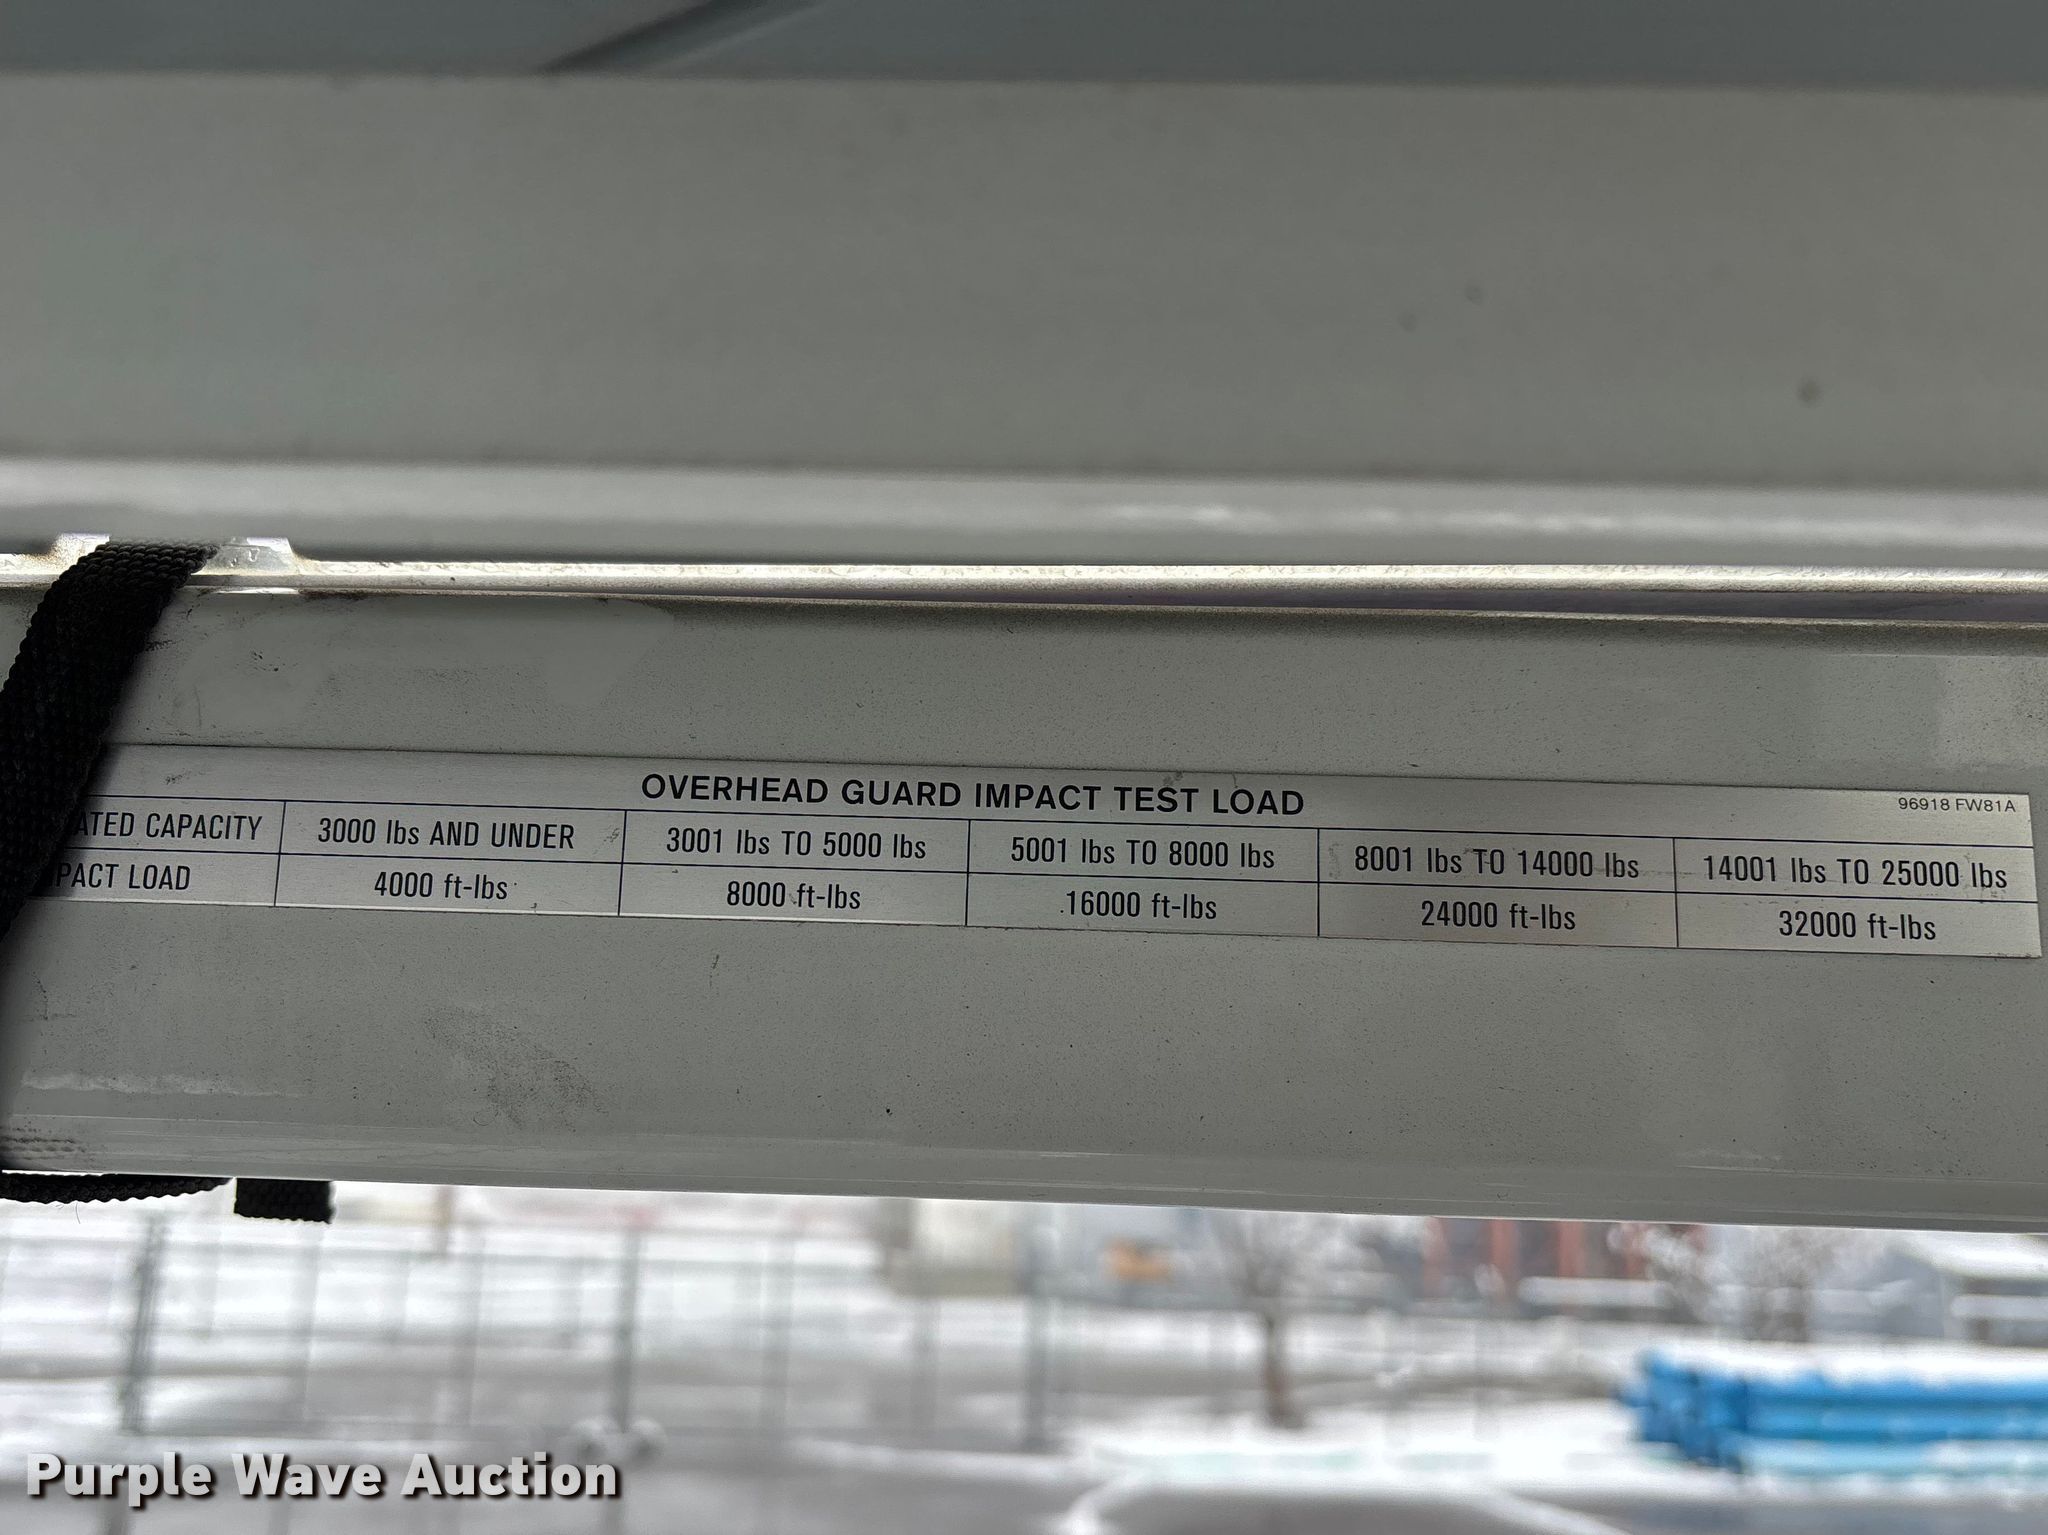 OVERHEAD GUARD IMPACT TEST LOAD
96918 FW81A
ATED CAPACITY 3000 lbs AND UNDER 3001 lbs TO 5000 lbs 5001 lbs TO 8000 lbs 8001 lbs TO 14000 lbs 14001 lbs TO 25000 lbs
PACT LOAD 4000 ft-lbs 8000 ft-lbs 16000 ft-lbs 24000 ft-lbs 32000 ft-lbs
Purple Wave Auction